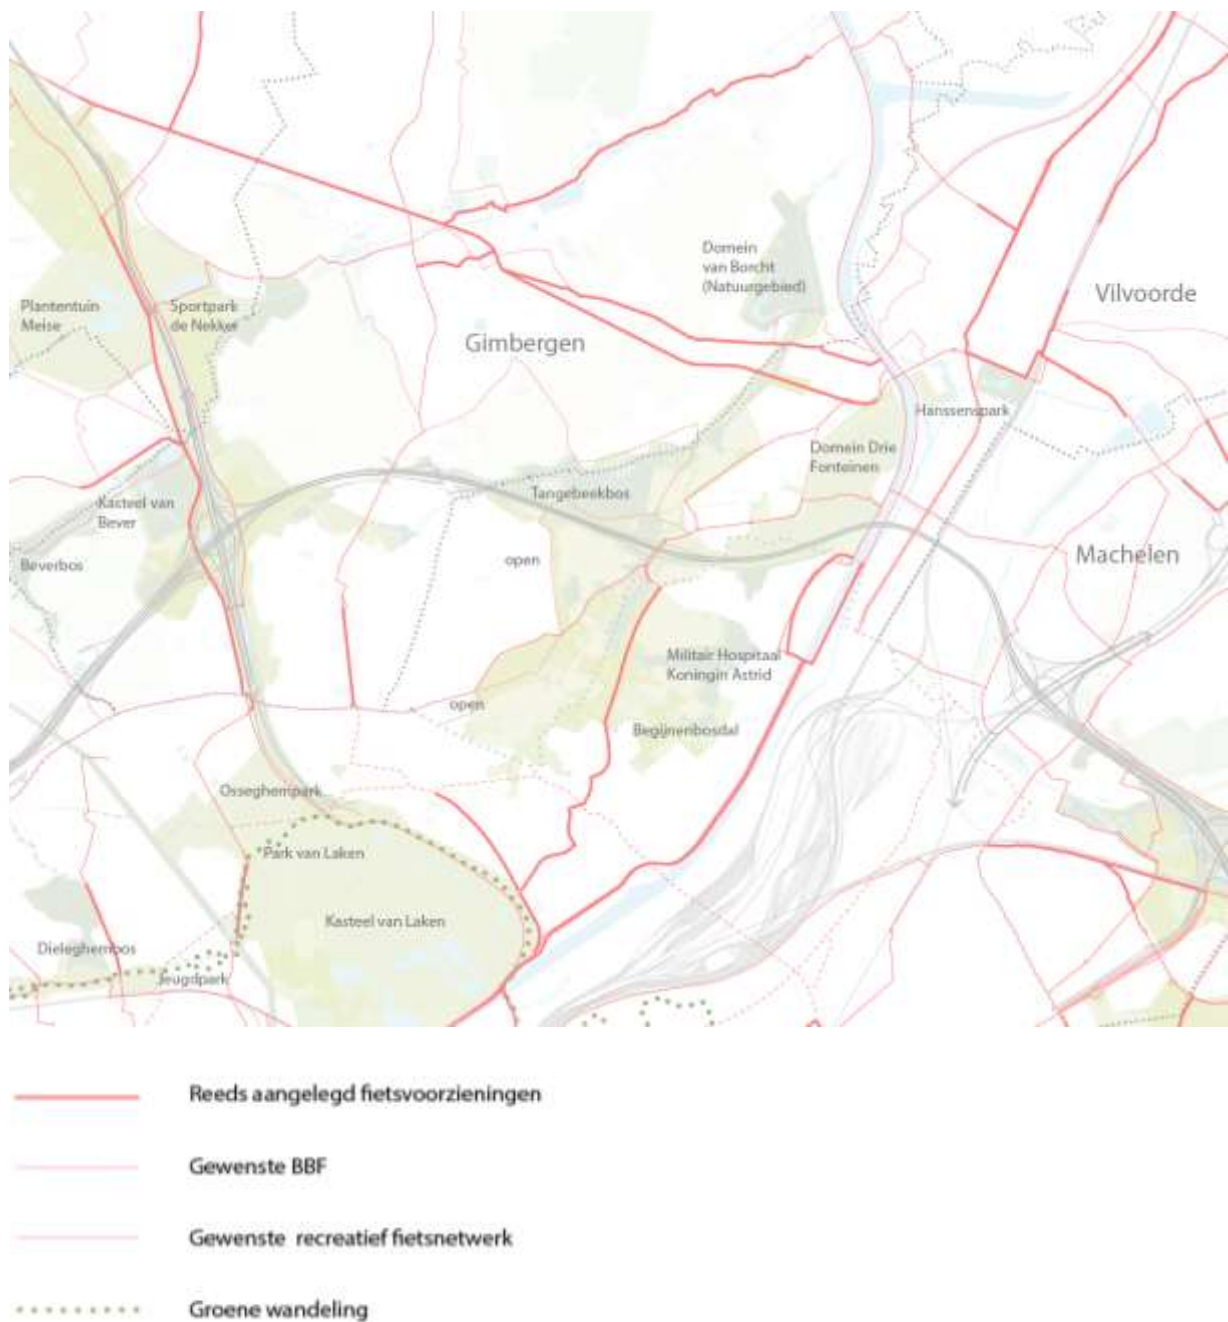 Domein
van Borcht
(Natuurgebied)
Vilvoorde
Plantentuin
Meise
Sportpark
de Nekker
Gimbergen
Hanssenspark
Domein Drie
Fonteinen
Tangebeekbos
Kasteel van
Bever
Beverbos
open
Machelen
Militair Hospitaal
Koningin Astrid
open
Begijnenbosdal
Osseghempark
Park van Laken
Kasteel van Laken
Dieleghembos
Jeugdpark
Reeds aangelegd fietsvoorzieningen
Gewenste BBF
Gewenste recreatief fietsnetwerk
Groene wandeling